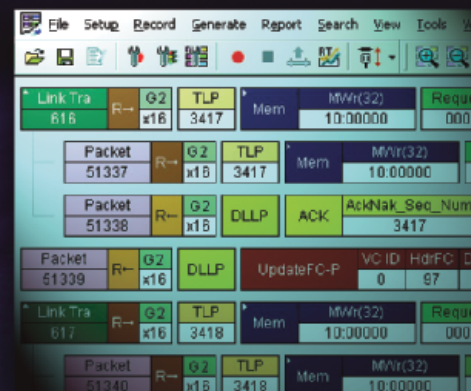 File Setup Record Generate Report Search View Tools
Link Tra R→ G2 TLP Mem MWr(32)
616 x16 3417 10:00000 000
Packet R→ G2 TLP Mem MWr(32)
51337 x16 3417 10:00000
Packet R← G2 DLLP ACK AckNak_Seq_Num
51338 x16 3417
Packet R← G2 DLLP UpdateFC-P VC ID HdrFC D
51339 x16 0 97
Link Tra R→ G2 TLP Mem MWr(32)
617 x16 3418 10:00000 000
Packet R→ G2 TLP Mem MWr(32)
51340 x16 3418 10:00000